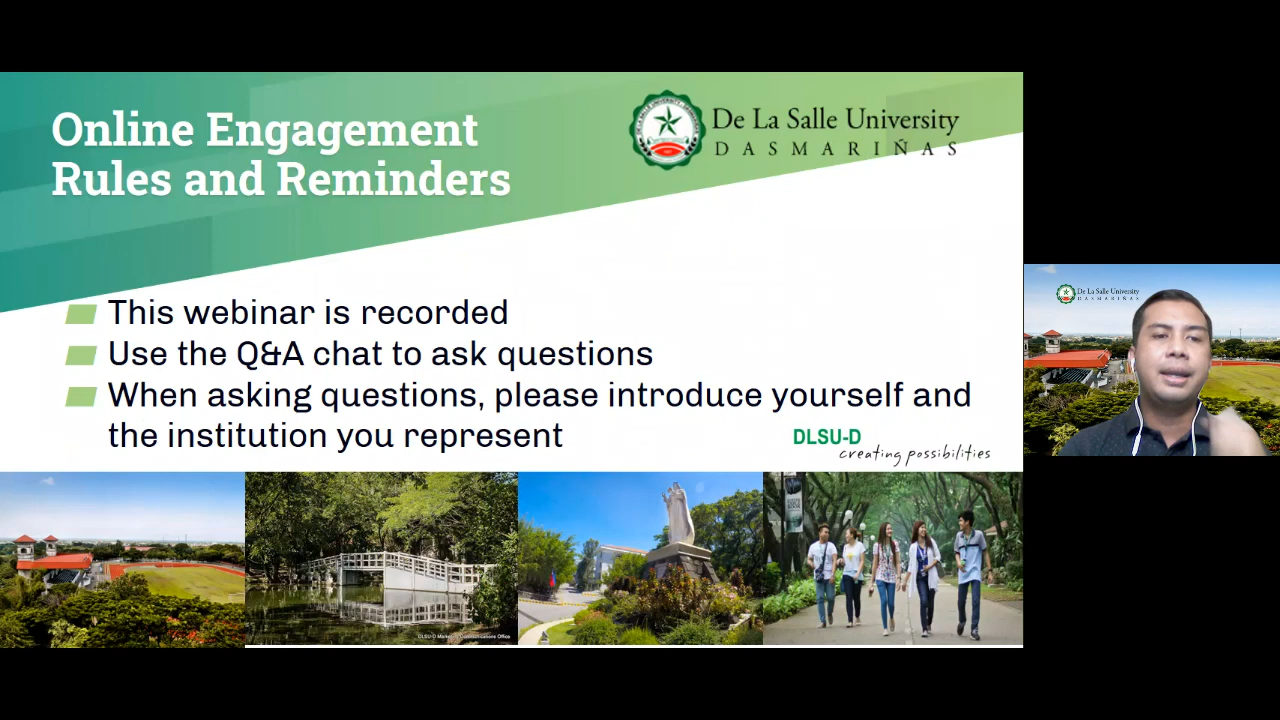 Online Engagement
Rules and Reminders
De La Salle University
DASMARIÑAS
This webinar is recorded
Use the Q&A chat to ask questions
When asking questions, please introduce yourself and
the institution you represent
DLSU-D
creating possibilities
De La Salle University
DASMARIÑAS